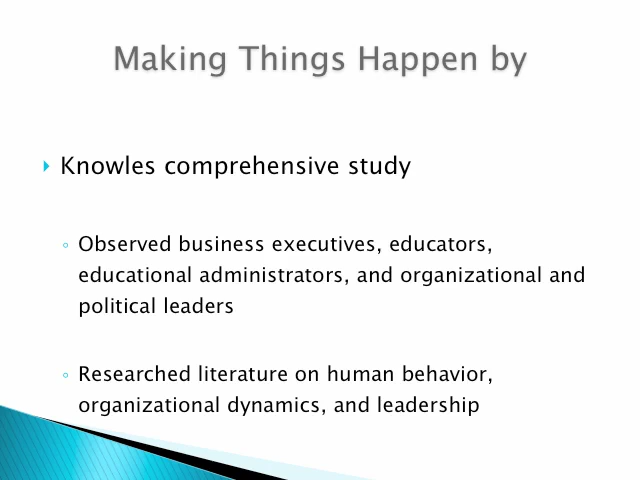 Making Things Happen by
Knowles comprehensive study
Observed business executives, educators,
educational administrators, and organizational and
political leaders
Researched literature on human behavior,
organizational dynamics, and leadership